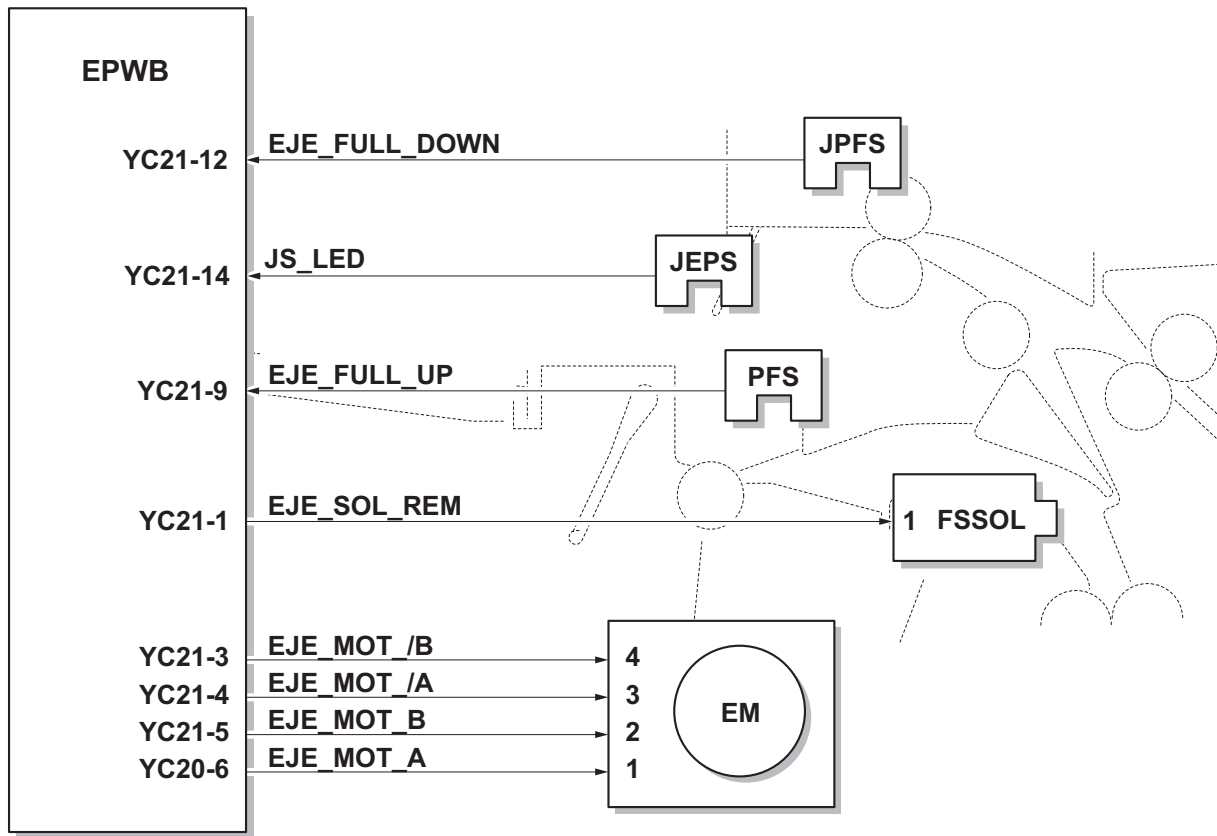 EPWB
YC21-12 EJE_FULL_DOWN JPFS
YC21-14 JS_LED JEPS
YC21-9 EJE_FULL_UP PFS
YC21-1 EJE_SOL_REM 1 FSSOL
YC21-3 EJE_MOT_/B 4
YC21-4 EJE_MOT_/A 3
EM
YC21-5 EJE_MOT_B 2
YC20-6 EJE_MOT_A 1